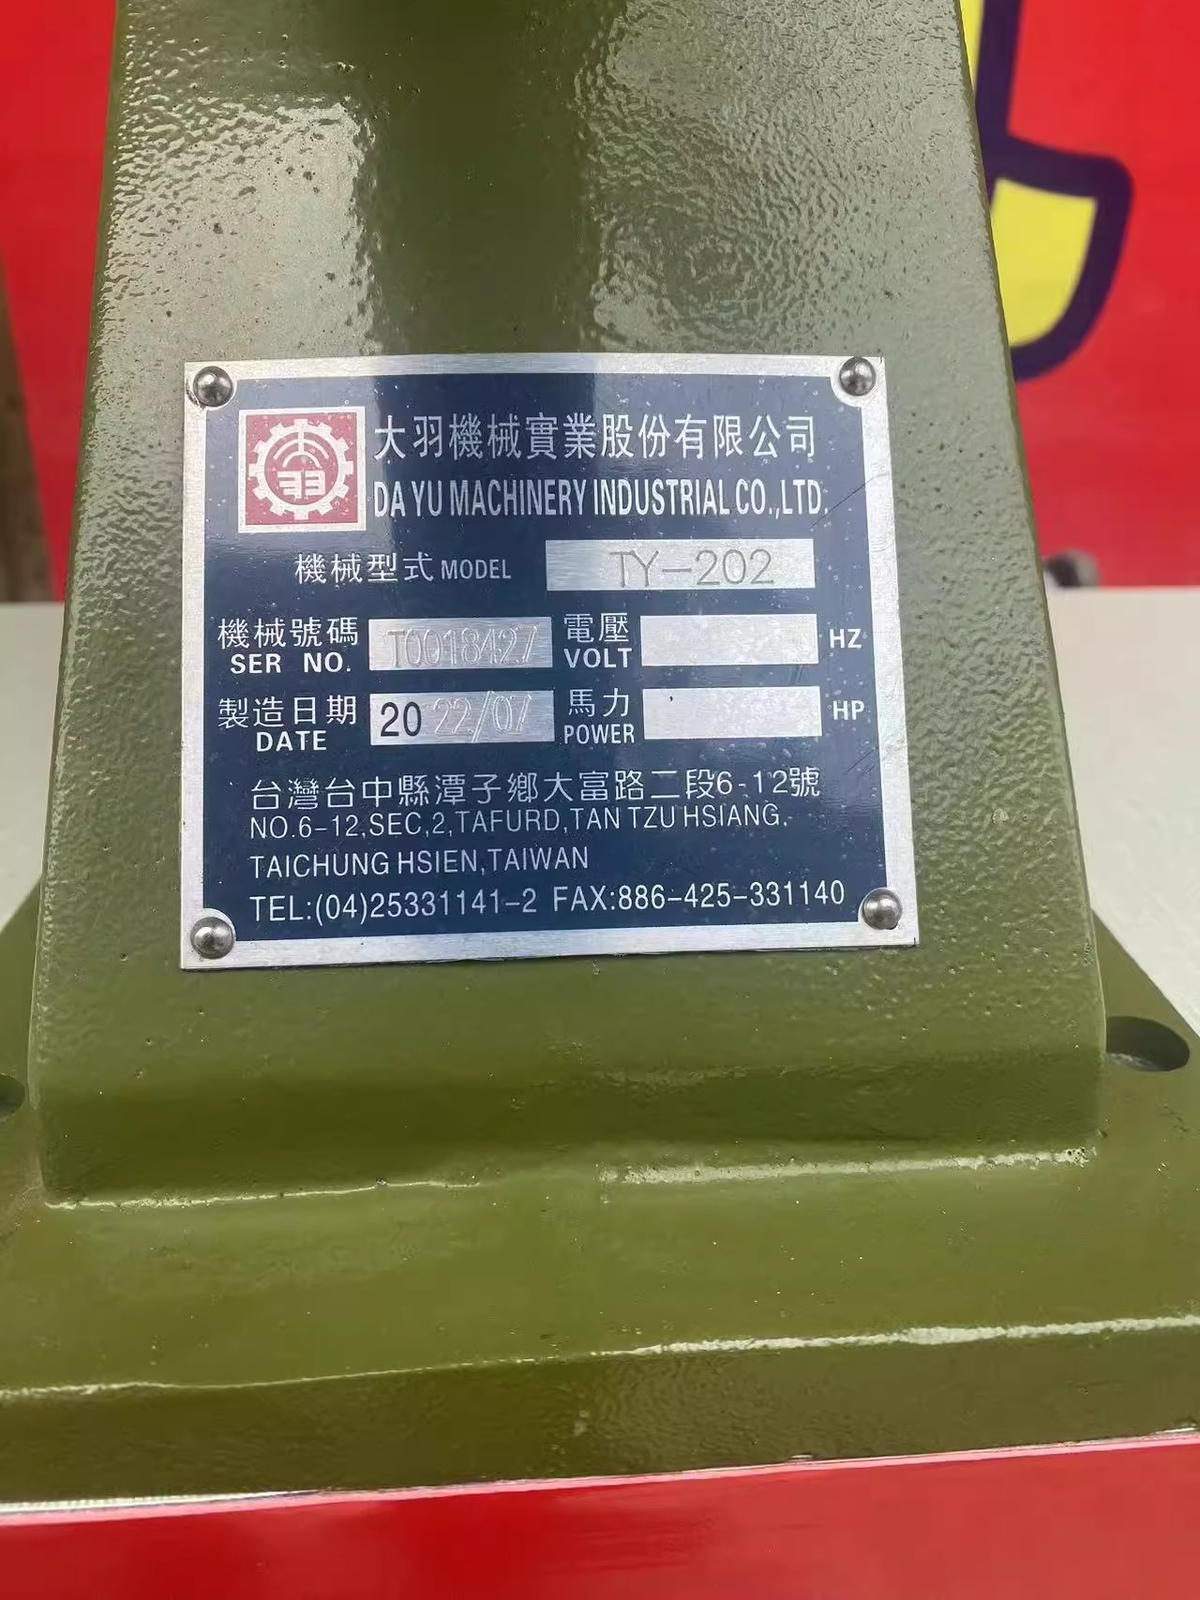 大羽機械實業股份有限公司
DA YU MACHINERY INDUSTRIAL CO.,LTD.
機械型式 MODEL TY-202
機械號碼 SER NO. T0018427 電壓 VOLT HZ
製造日期 DATE 2022/07 馬力 POWER HP
台灣台中縣潭子鄉大富路二段6-12號
NO.6-12,SEC,2,TAFURD,TAN TZU HSIANG.
TAICHUNG HSIEN,TAIWAN
TEL:(04)25331141-2 FAX:886-425-331140